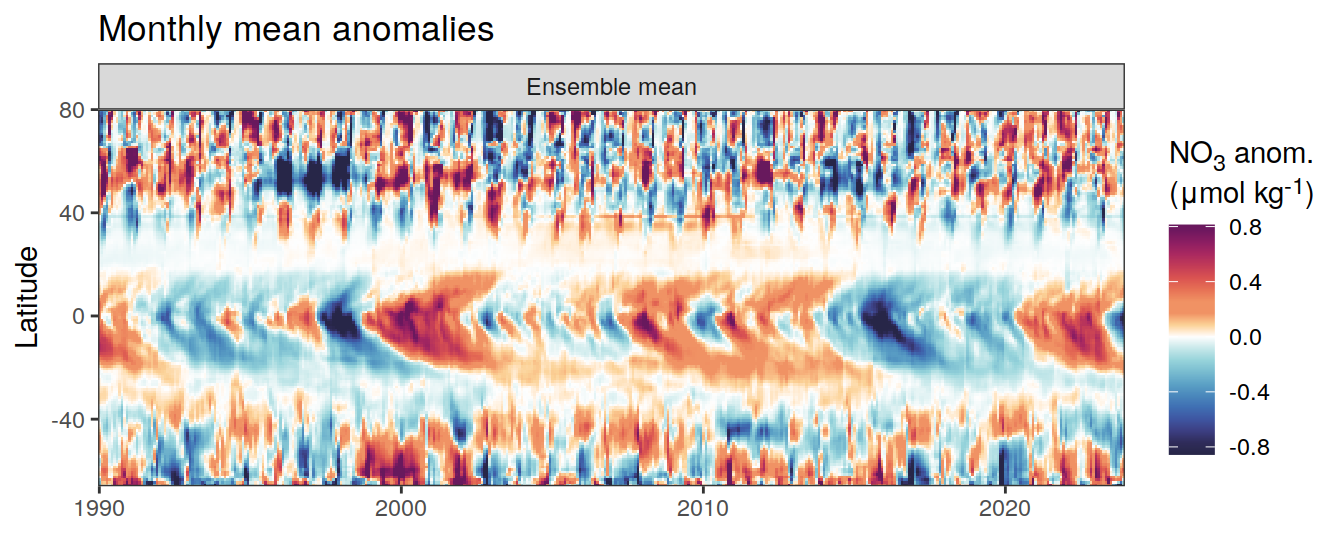 Monthly mean anomalies
Ensemble mean
80
40
0
-40
Latitude
1990
2000
2010
2020
NO₃ anom.
(μmol kg⁻¹)
0.8
0.4
0.0
-0.4
-0.8